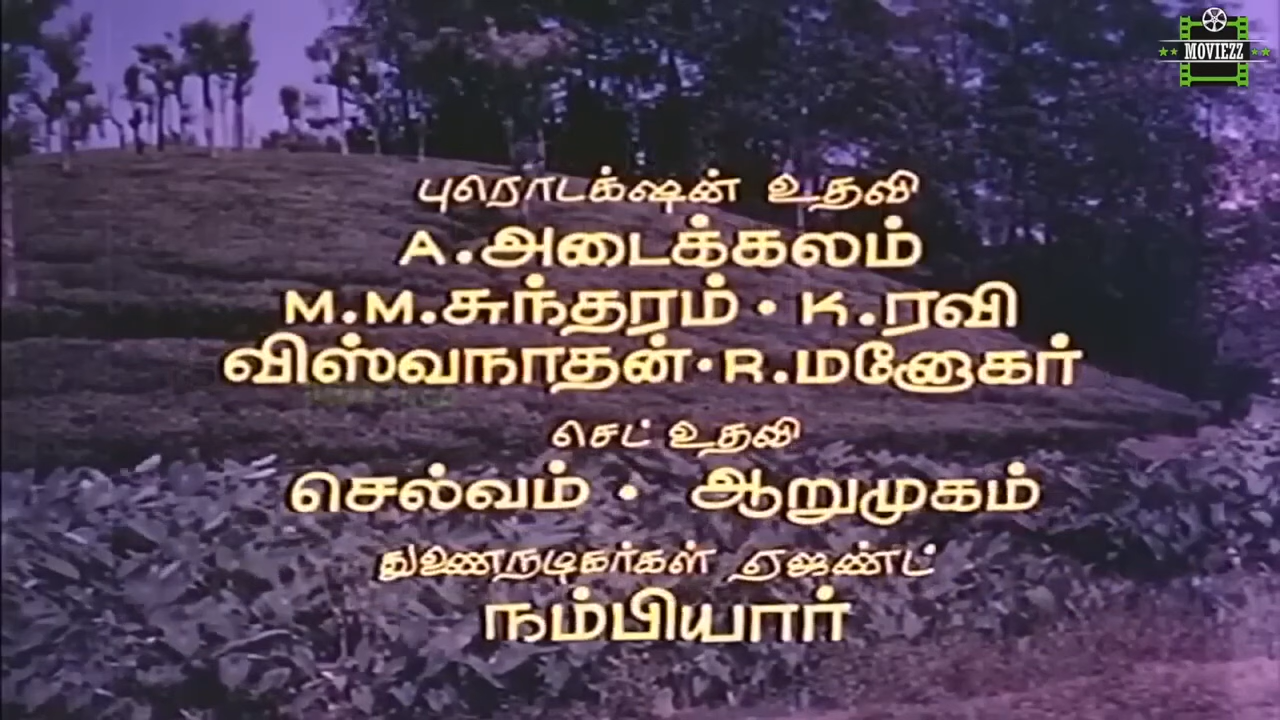 MOVIEZZ
புரொடக்ஷன் உதவி
A.அடைக்கலம்
M.M.சுந்தரம் • K.ரவி
விஸ்வநாதன் • R.மனோகர்
செட் உதவி
செல்வம் • ஆறுமுகம்
துணைநடிகர்கள் ஏஜண்ட்
நம்பியார்